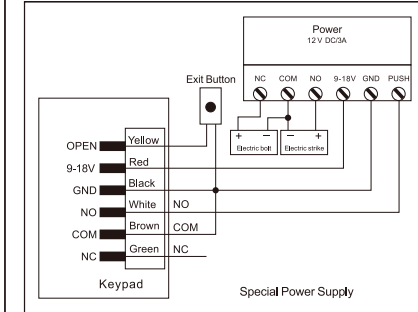 Power
12V DC/3A
Exit Button
NC COM NO 9-18V GND PUSH
+ - - +
Electric bolt Electric strike
OPEN Yellow
9-18V Red
GND Black
NO White NO
COM Brown COM
NC Green NC
Keypad
Special Power Supply